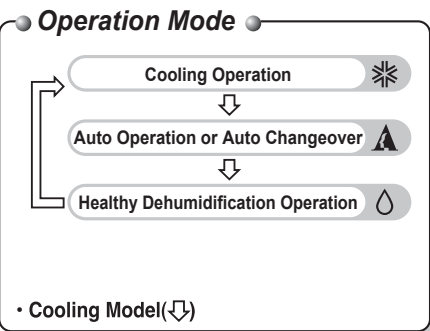 Operation Mode
Cooling Operation
Auto Operation or Auto Changeover
Healthy Dehumidification Operation
· Cooling Model(⇩)